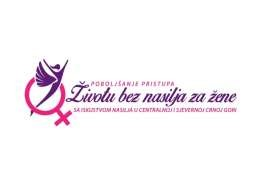 POBOLJŠANJE PRISTUPA
Životu bez nasilja za žene
SA ISKUSTVOM NASILJA U CENTRALNOJ I SJEVERNOJ CRNOJ GORI